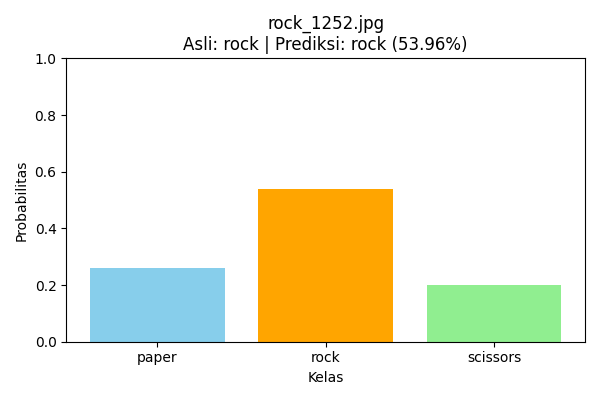 rock_1252.jpg
Asli: rock | Prediksi: rock (53.96%)
1.0
0.8
0.6
0.4
0.2
0.0
Probabilitas
paper rock scissors
Kelas